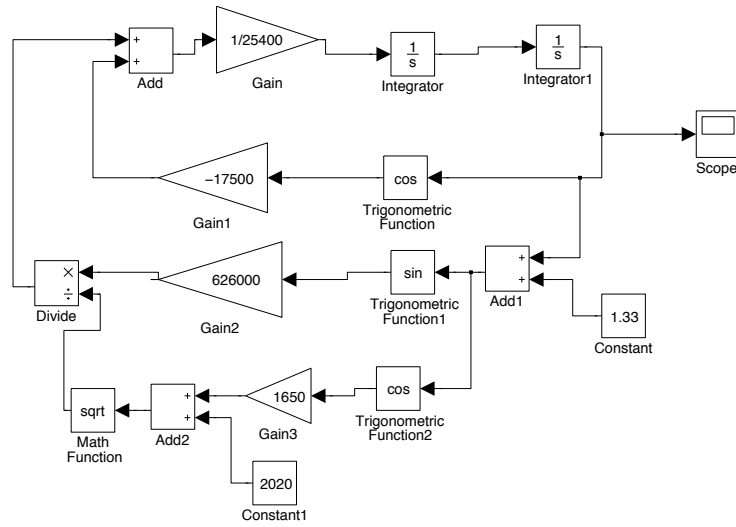 +
+
Add
1/25400
Gain
1
s
Integrator
1
s
Integrator1
Scope
−17500
Gain1
cos
Trigonometric
Function
×
÷
Divide
626000
Gain2
sin
Trigonometric
Function1
+
+
Add1
1.33
Constant
sqrt
Math
Function
+
+
Add2
1650
Gain3
cos
Trigonometric
Function2
2020
Constant1